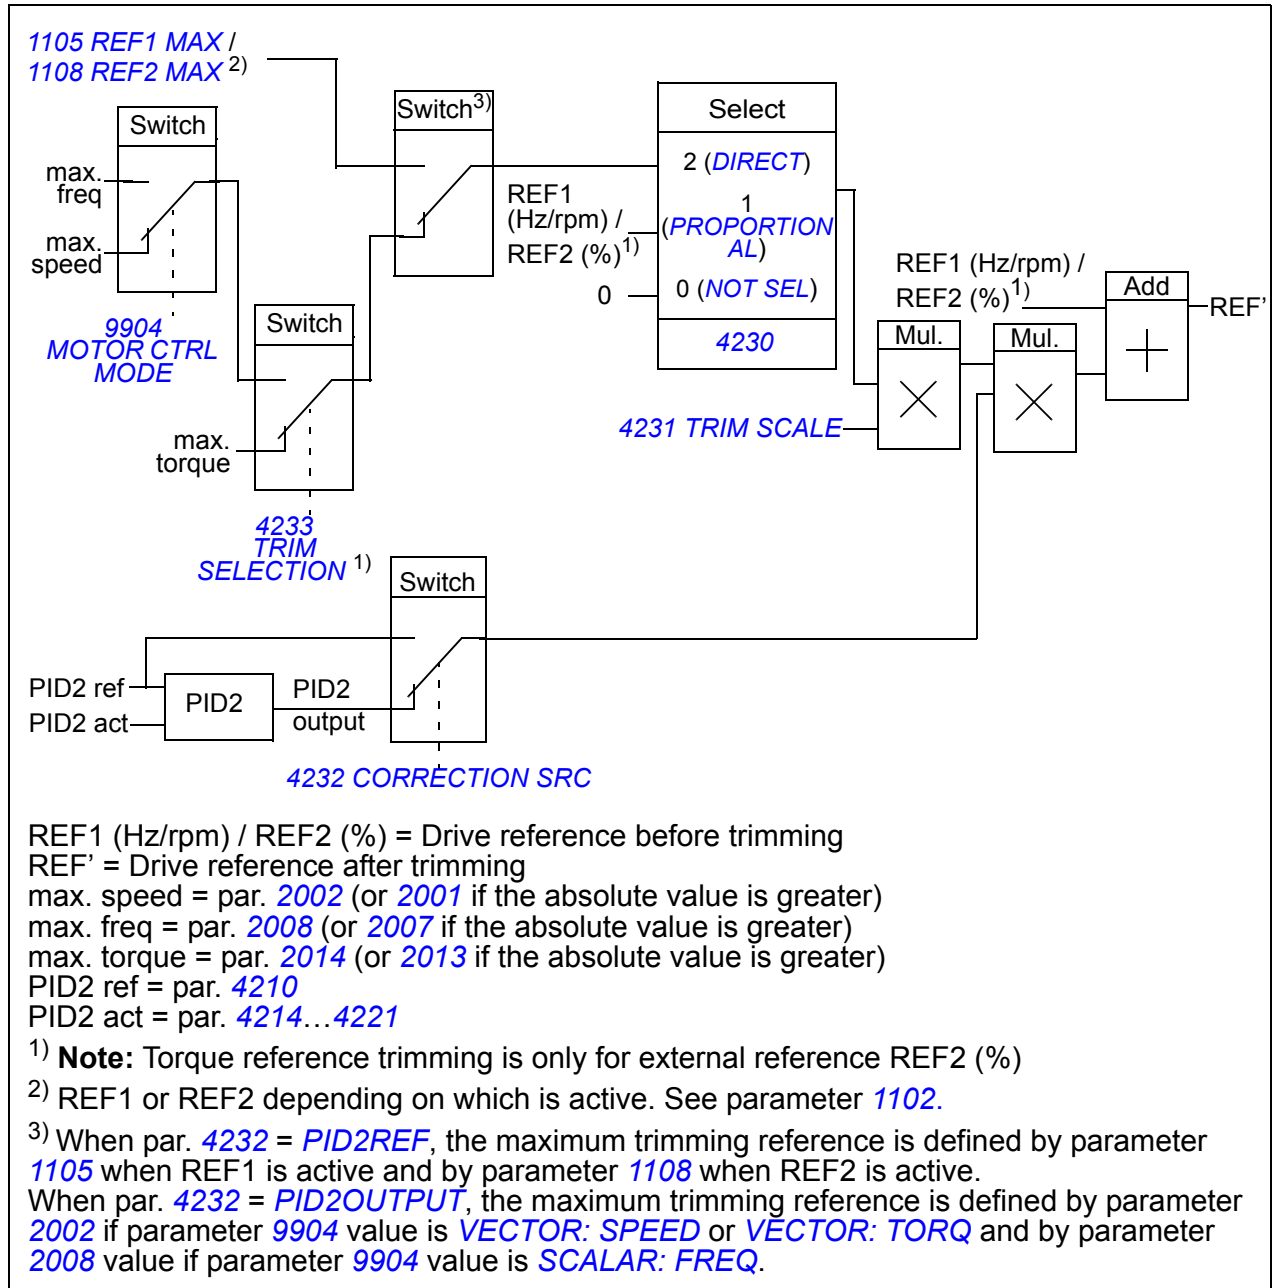 1105 REF1 MAX /
1108 REF2 MAX 2)
Switch
max.
freq
max.
speed
9904
MOTOR CTRL
MODE
Switch
max.
torque
4233
TRIM
SELECTION 1)
Switch3)
REF1
(Hz/rpm) /
REF2 (%)1)
0
Select
2 (DIRECT)
1
(PROPORTION
AL)
0 (NOT SEL)
4230
4231 TRIM SCALE
Mul.
REF1 (Hz/rpm) /
REF2 (%)1)
Mul.
Add
REF’
Switch
PID2 ref
PID2 act
PID2
PID2
output
4232 CORRECTION SRC
REF1 (Hz/rpm) / REF2 (%) = Drive reference before trimming
REF’ = Drive reference after trimming
max. speed = par. 2002 (or 2001 if the absolute value is greater)
max. freq = par. 2008 (or 2007 if the absolute value is greater)
max. torque = par. 2014 (or 2013 if the absolute value is greater)
PID2 ref = par. 4210
PID2 act = par. 4214…4221
1) Note: Torque reference trimming is only for external reference REF2 (%)
2) REF1 or REF2 depending on which is active. See parameter 1102.
3) When par. 4232 = PID2REF, the maximum trimming reference is defined by parameter
1105 when REF1 is active and by parameter 1108 when REF2 is active.
When par. 4232 = PID2OUTPUT, the maximum trimming reference is defined by parameter
2002 if parameter 9904 value is VECTOR: SPEED or VECTOR: TORQ and by parameter
2008 value if parameter 9904 value is SCALAR: FREQ.